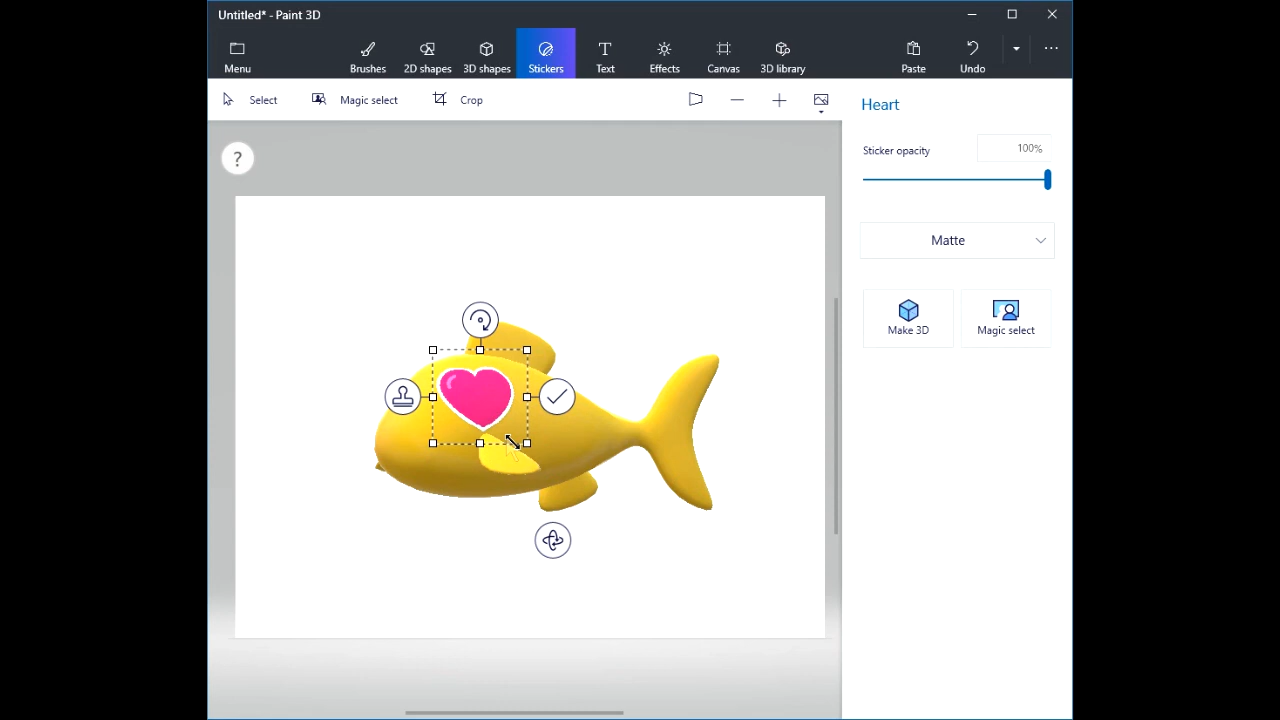 Untitled* - Paint 3D
Menu Brushes 2D shapes 3D shapes Stickers Text Effects Canvas 3D library Paste Undo
Select Magic select Crop
Heart
?
Sticker opacity 100%
Matte
Make 3D Magic select